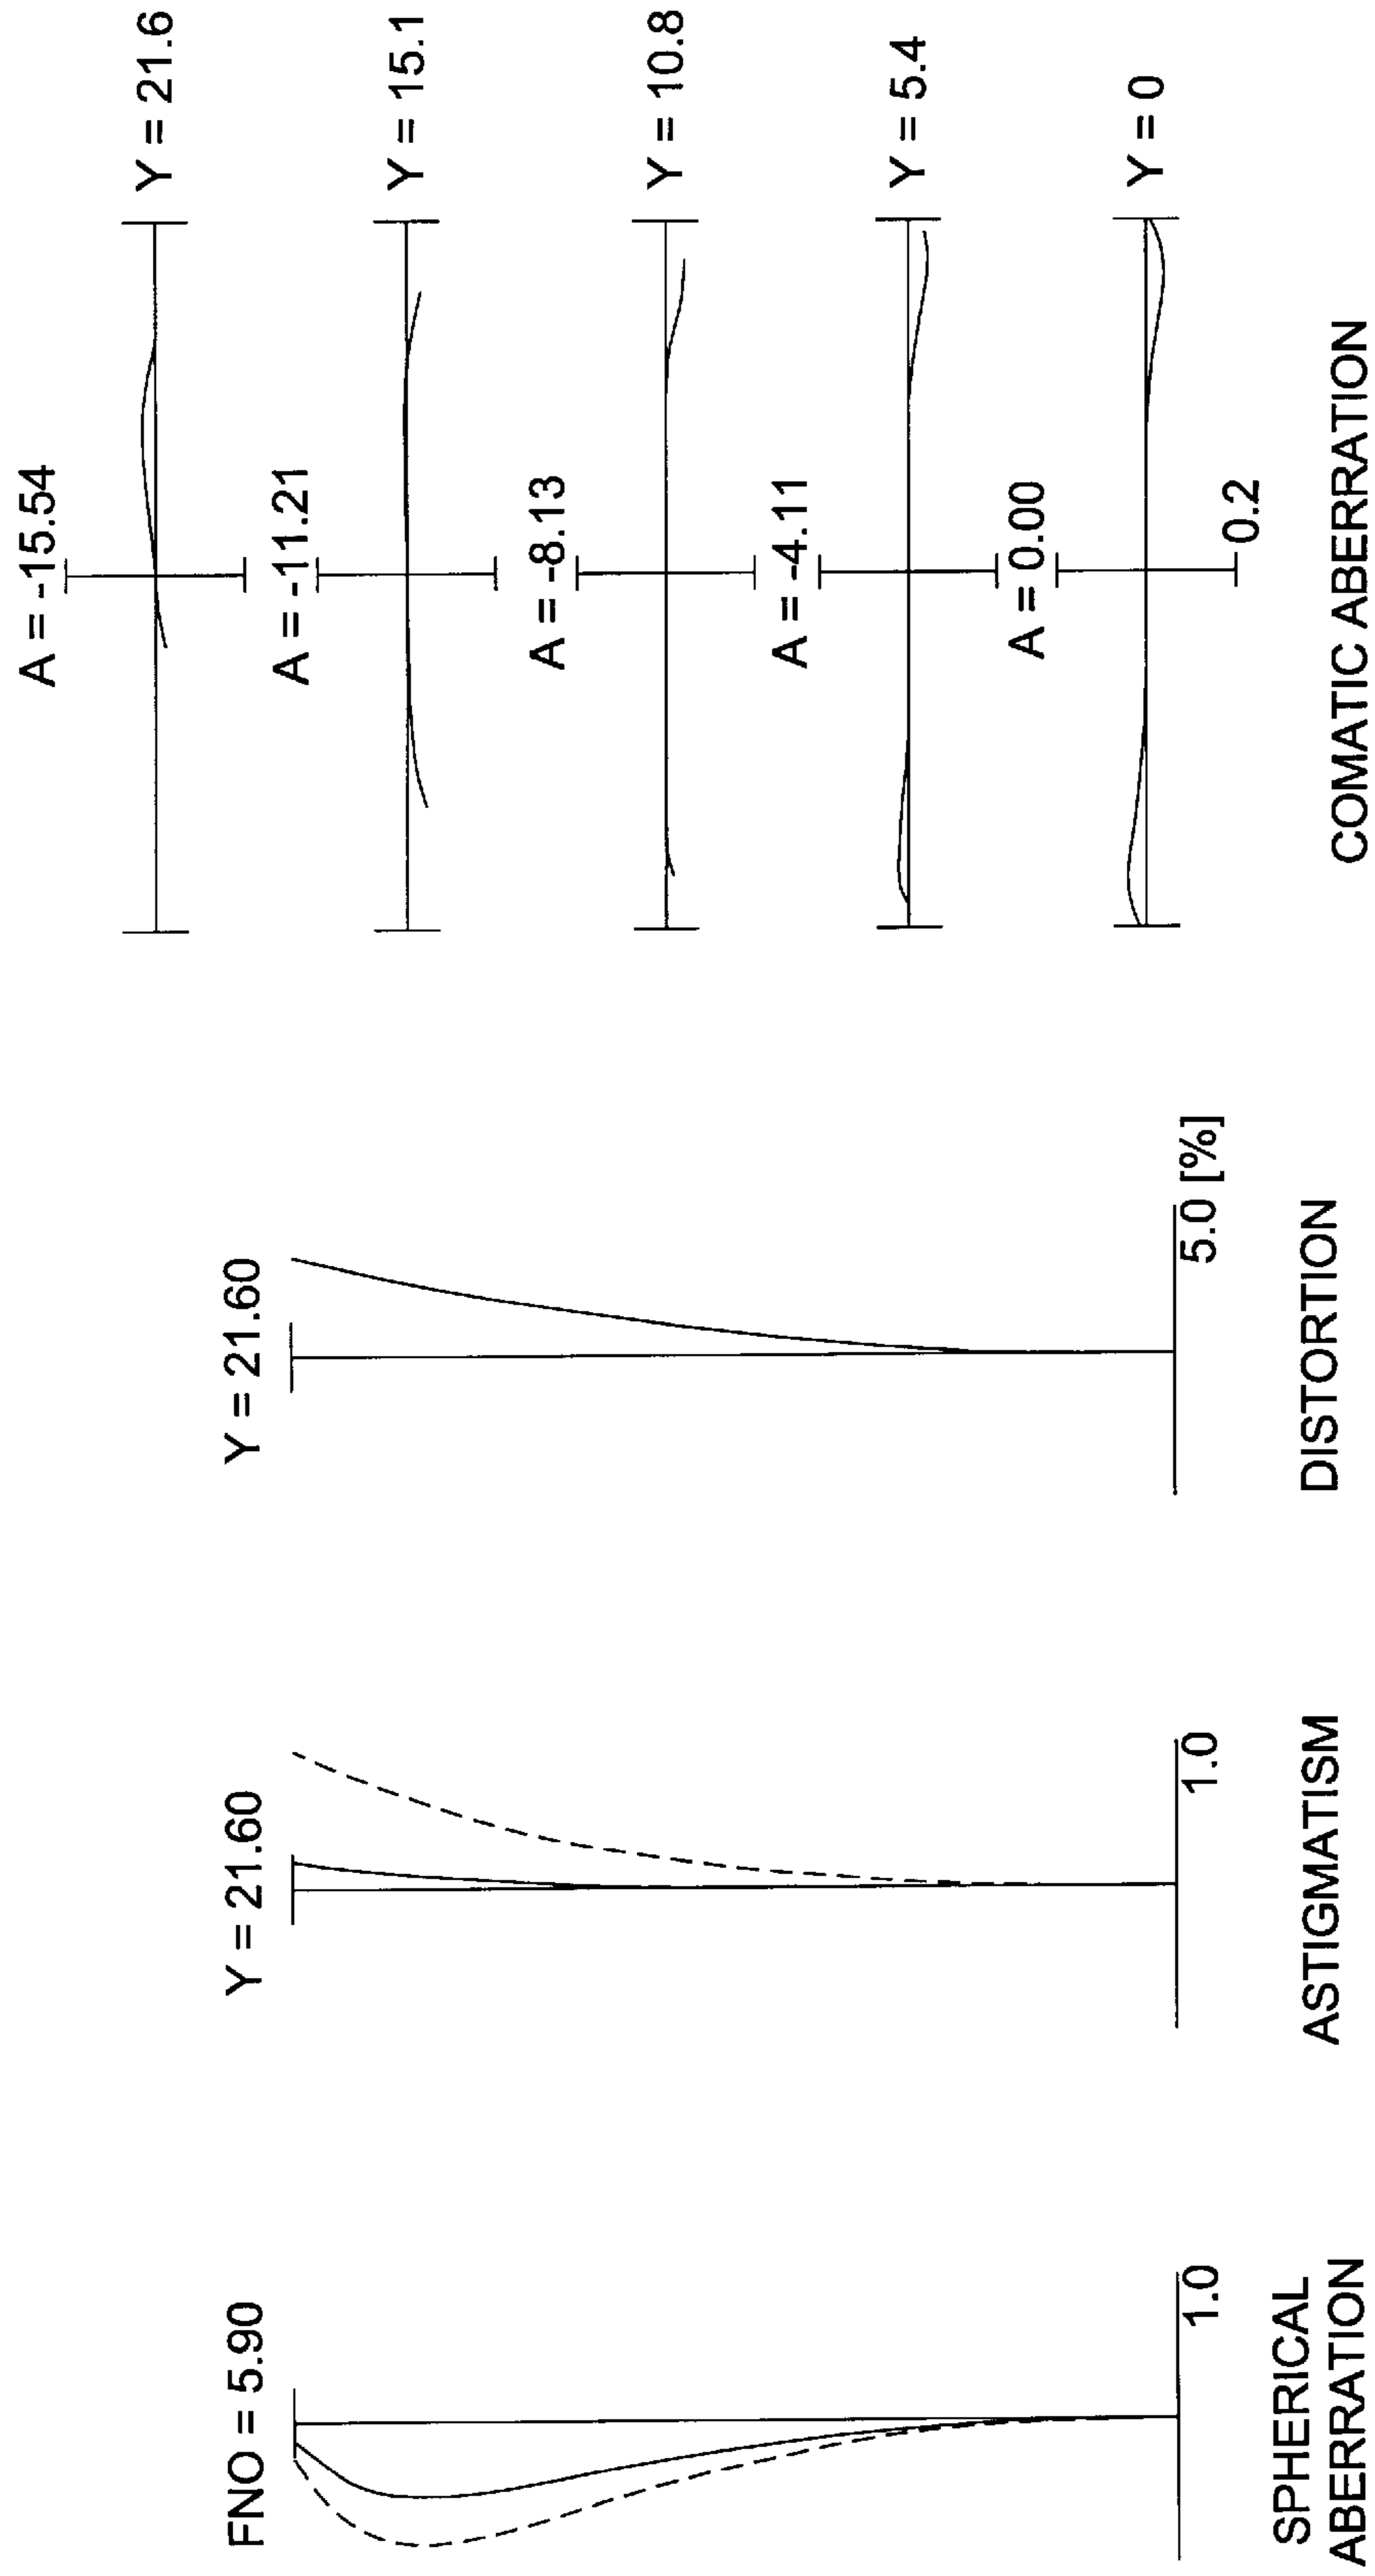 FNO = 5.90
1.0
SPHERICAL
ABERRATION
Y = 21.60
1.0
ASTIGMATISM
Y = 21.60
5.0 [%]
DISTORTION
A = -15.54
Y = 21.6
A = -11.21
Y = 15.1
A = -8.13
Y = 10.8
A = -4.11
Y = 5.4
A = 0.00
Y = 0
0.2
COMATIC ABERRATION